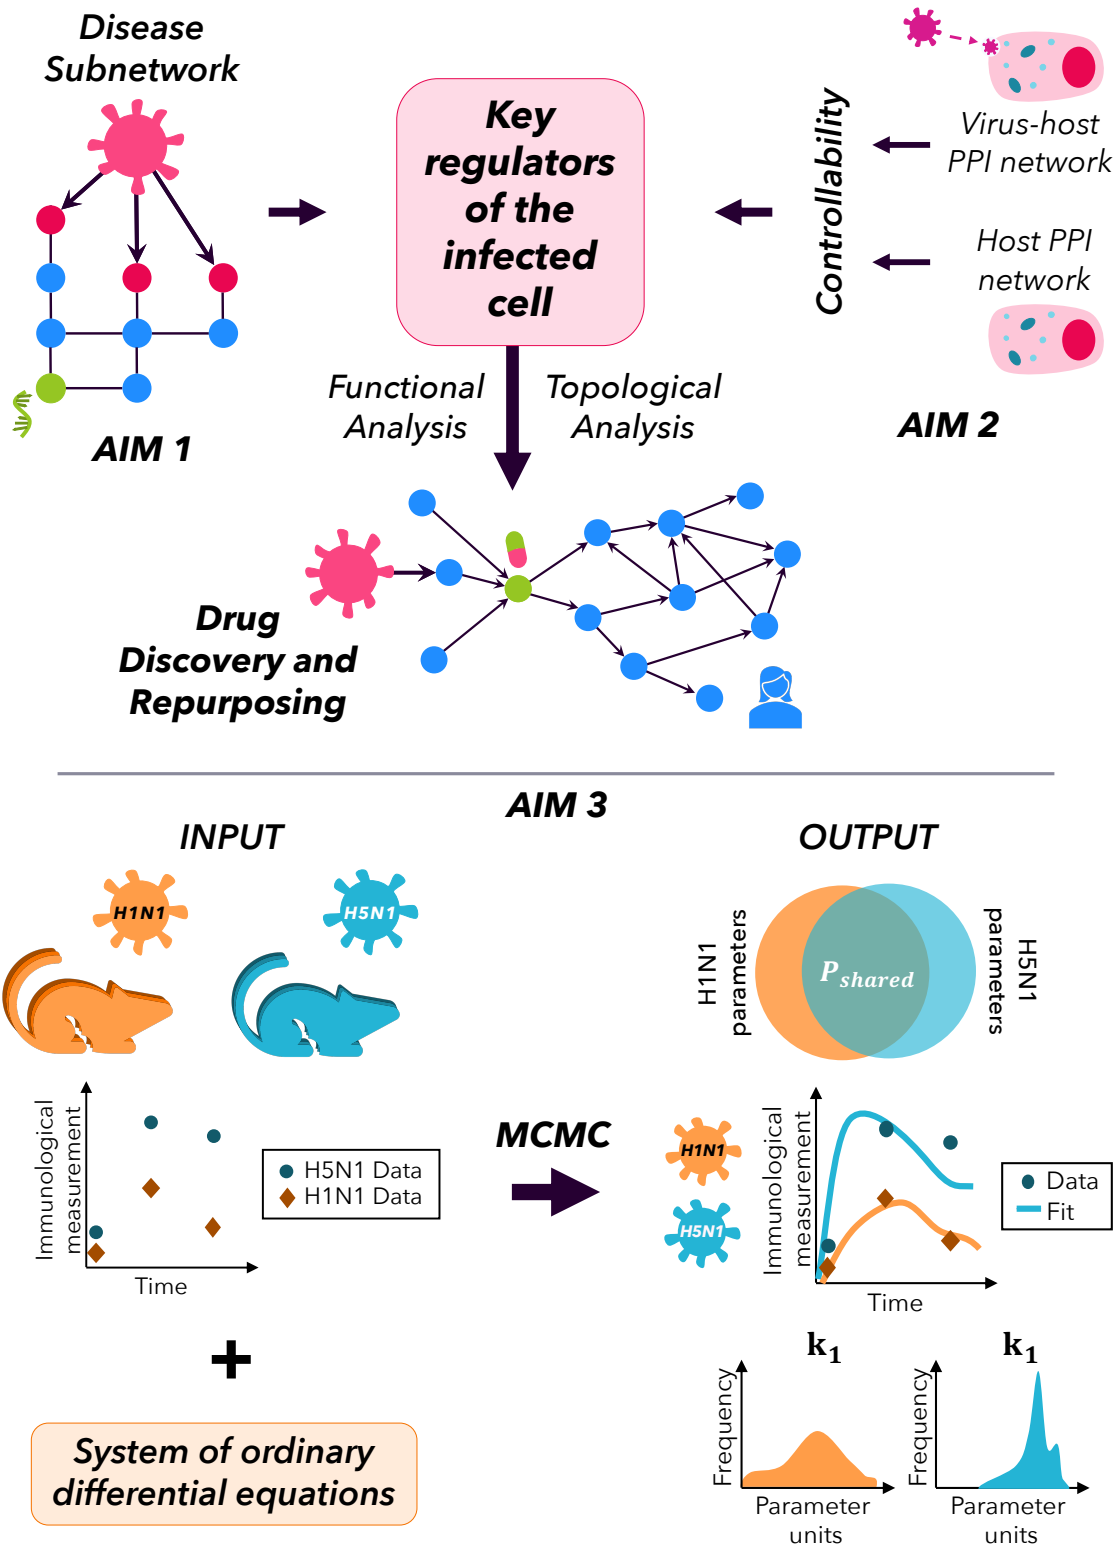 Disease
Subnetwork
AIM 1
Key
regulators
of the
infected
cell
Controllability
Virus-host
PPI network
Host PPI
network
AIM 2
Functional
Analysis
Topological
Analysis
Drug
Discovery and
Repurposing
AIM 3
INPUT
H1N1
H5N1
Immunological
measurement
Time
H5N1 Data
H1N1 Data
+
System of ordinary
differential equations
MCMC
OUTPUT
H1N1
parameters
P shared
H5N1
parameters
H1N1
H5N1
Immunological
measurement
Time
Data
Fit
k1
Frequency
Parameter
units
k1
Frequency
Parameter
units